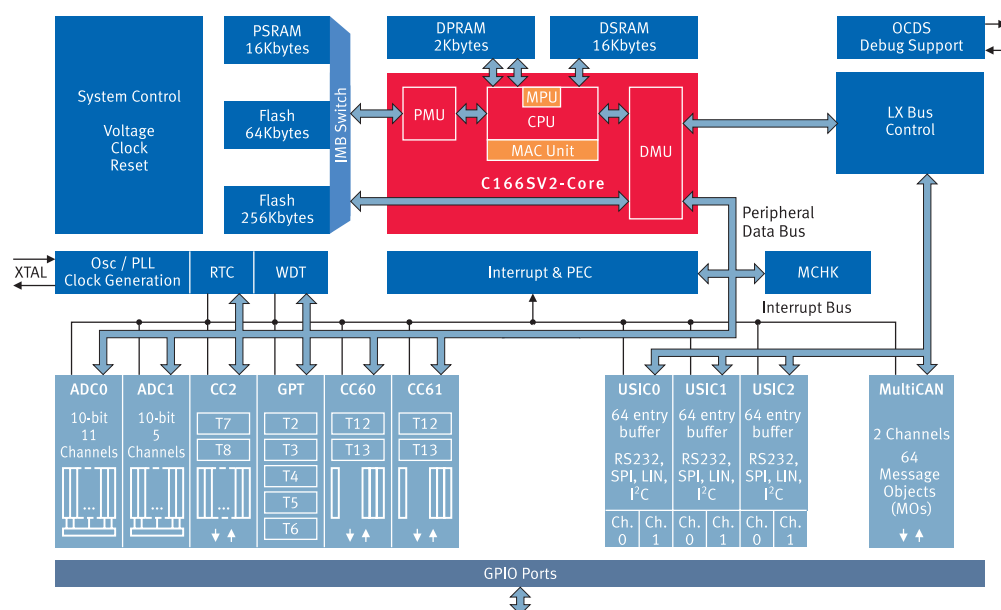 System Control
Voltage
Clock
Reset
PSRAM
16Kbytes
Flash
64Kbytes
Flash
256Kbytes
IMB Switch
DPRAM
2Kbytes
DSRAM
16Kbytes
PMU
MPU
CPU
MAC Unit
DMU
C166SV2-Core
OCDS
Debug Support
LX Bus
Control
Peripheral
Data Bus
XTAL
Osc / PLL
Clock Generation
RTC
WDT
Interrupt & PEC
MCHK
Interrupt Bus
ADC0
10-bit
11
Channels
...
ADC1
10-bit
5
Channels
...
CC2
T7
T8
...
GPT
T2
T3
T4
T5
T6
CC60
T12
T13
CC61
T12
T13
USIC0
64 entry
buffer
RS232,
SPI, LIN,
I²C
Ch.
0
Ch.
1
USIC1
64 entry
buffer
RS232,
SPI, LIN,
I²C
Ch.
0
Ch.
1
USIC2
64 entry
buffer
RS232,
SPI, LIN,
I²C
Ch.
0
Ch.
1
MultiCAN
2 Channels
64
Message
Objects
(MOs)
GPIO Ports